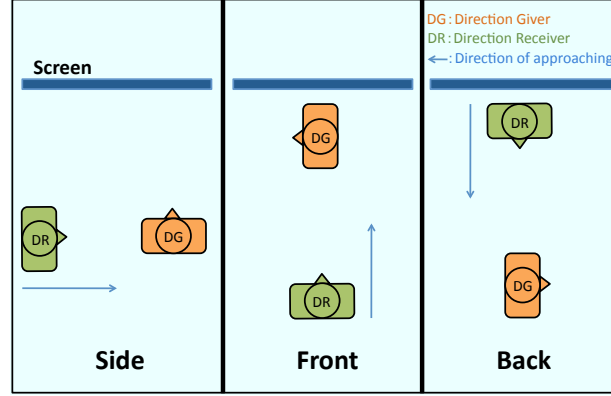 DG: Direction Giver
DR: Direction Receiver
: Direction of approaching
Screen
DG
DR
DR
DG
DR
DG
Side
Front
Back